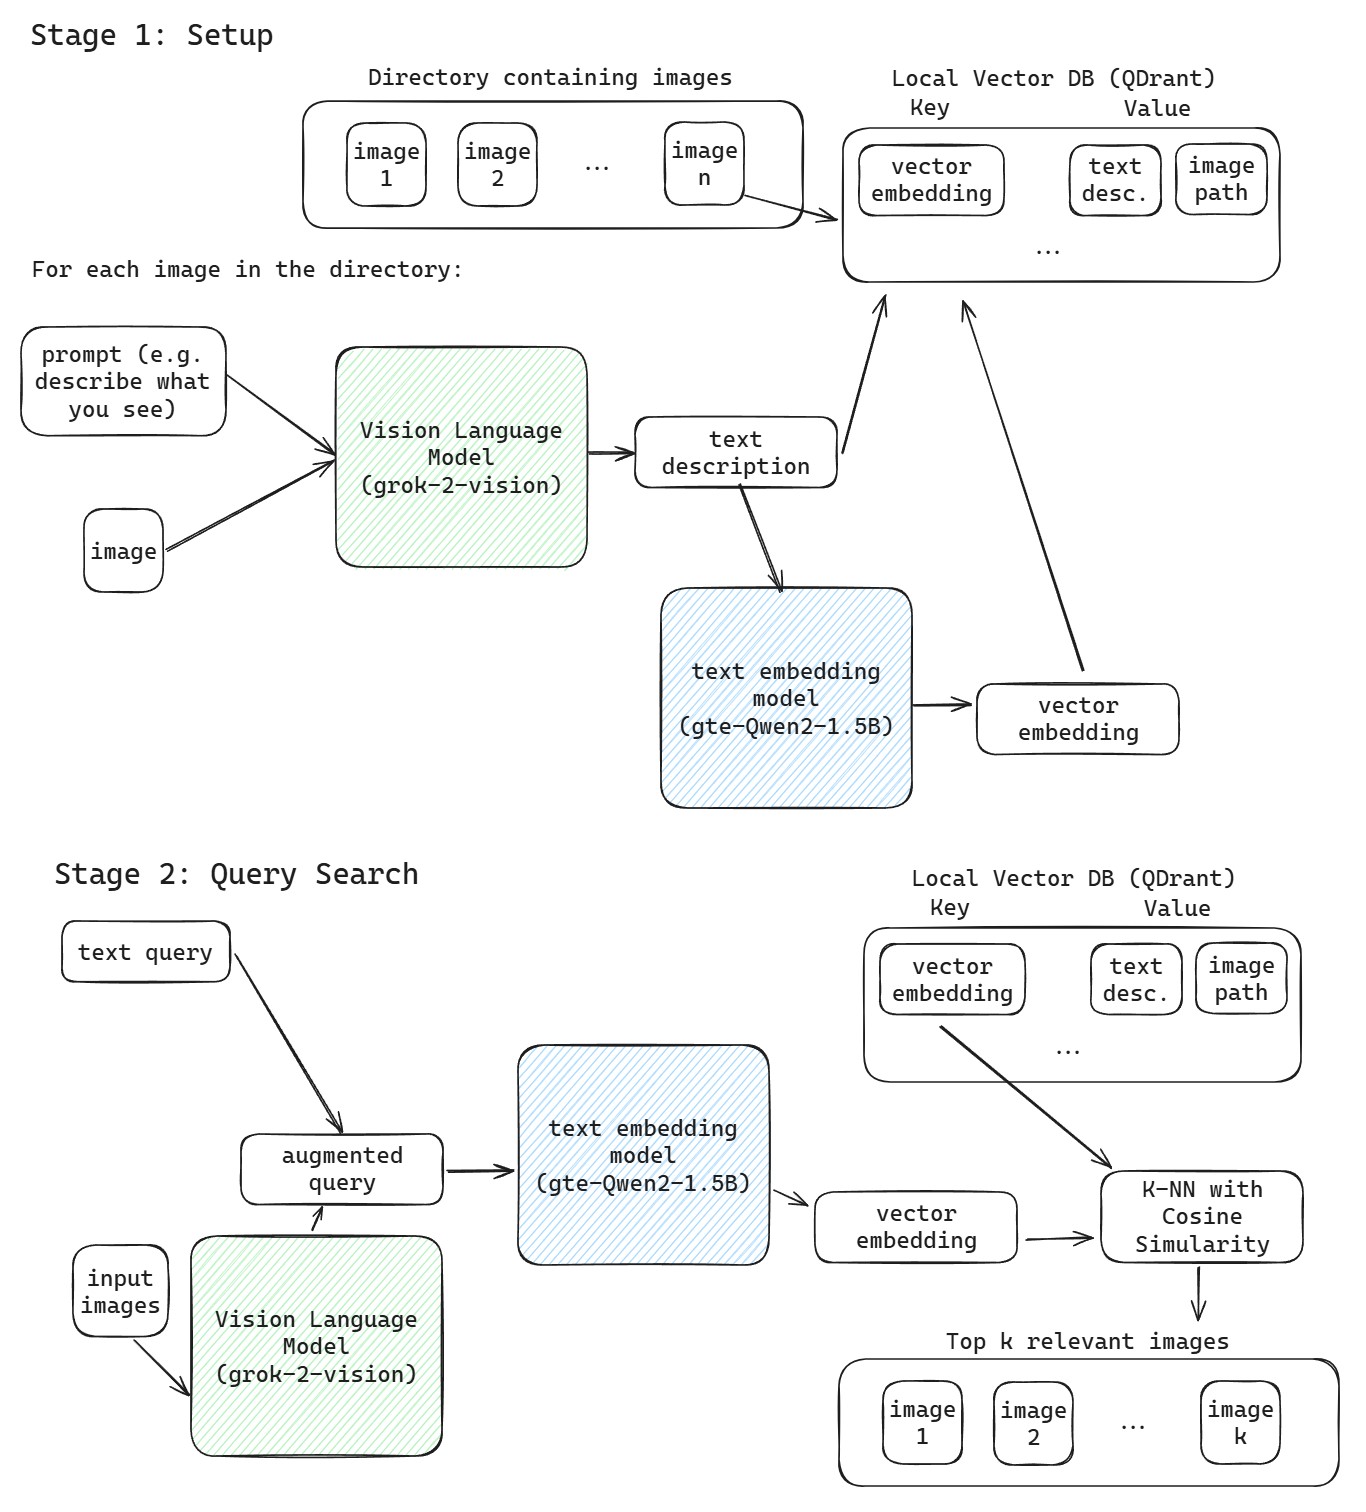 Stage 1: Setup
Directory containing images
image
1
image
2
...
image
n
Local Vector DB (QDrant)
Key
Value
vector
embedding
text
desc.
image
path
...
For each image in the directory:
prompt (e.g.
describe what
you see)
image
Vision Language
Model
(grok-2-vision)
text
description
text embedding
model
(gte-Qwen2-1.5B)
vector
embedding
Stage 2: Query Search
text query
augmented
query
input
images
Vision Language
Model
(grok-2-vision)
text embedding
model
(gte-Qwen2-1.5B)
vector
embedding
Local Vector DB (QDrant)
Key
Value
vector
embedding
text
desc.
image
path
...
K-NN with
Cosine
Simularity
Top k relevant images
image
1
image
2
...
image
k